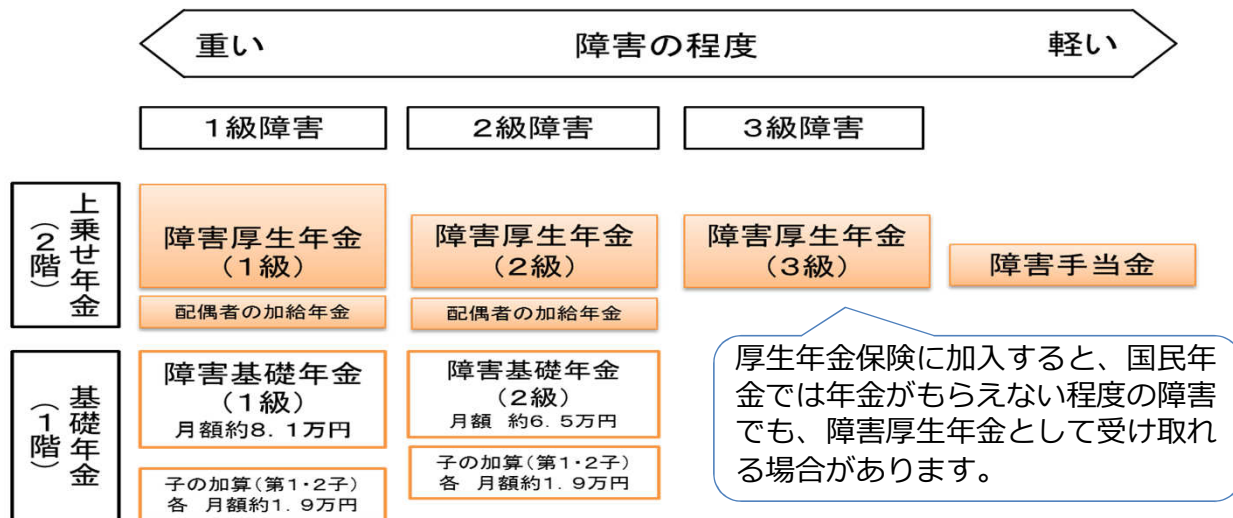 重い 障害の程度 軽い
1級障害 2級障害 3級障害
上乗せ年金
（2階）
障害厚生年金
（1級）
配偶者の加給年金
障害厚生年金
（2級）
配偶者の加給年金
障害厚生年金
（3級）
障害手当金
基礎年金
（1階）
障害基礎年金
（1級）
月額約8．1万円
子の加算（第1・2子）
各 月額約1．9万円
障害基礎年金
（2級）
月額 約6．5万円
子の加算（第1・2子）
各 月額約1．9万円
厚生年金保険に加入すると、国民年
金では年金がもらえない程度の障害
でも、障害厚生年金として受け取れ
る場合があります。